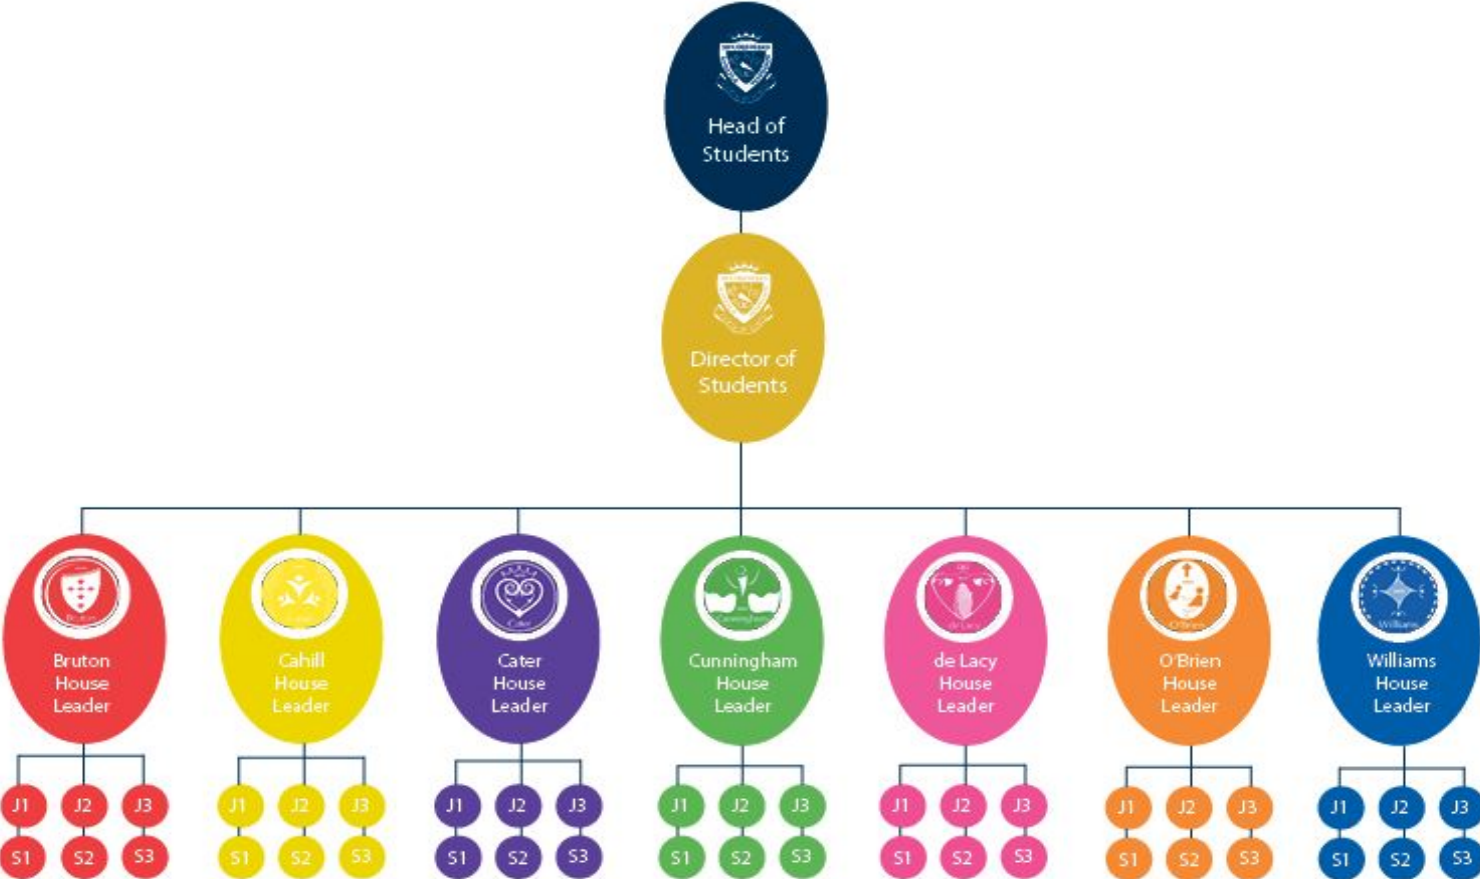 Head of
Students
Director of
Students
Bruton
House
Leader
Cahill
House
Leader
Cater
House
Leader
Cunningham
House
Leader
de Lacy
House
Leader
O'Brien
House
Leader
Williams
House
Leader
J1 J2 J3
S1 S2 S3
J1 J2 J3
S1 S2 S3
J1 J2 J3
S1 S2 S3
J1 J2 J3
S1 S2 S3
J1 J2 J3
S1 S2 S3
J1 J2 J3
S1 S2 S3
J1 J2 J3
S1 S2 S3